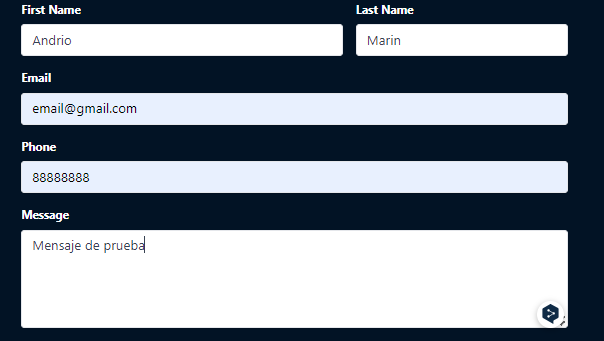 First Name Last Name
Andrio Marin
Email
email@gmail.com
Phone
88888888
Message
Mensaje de prueba